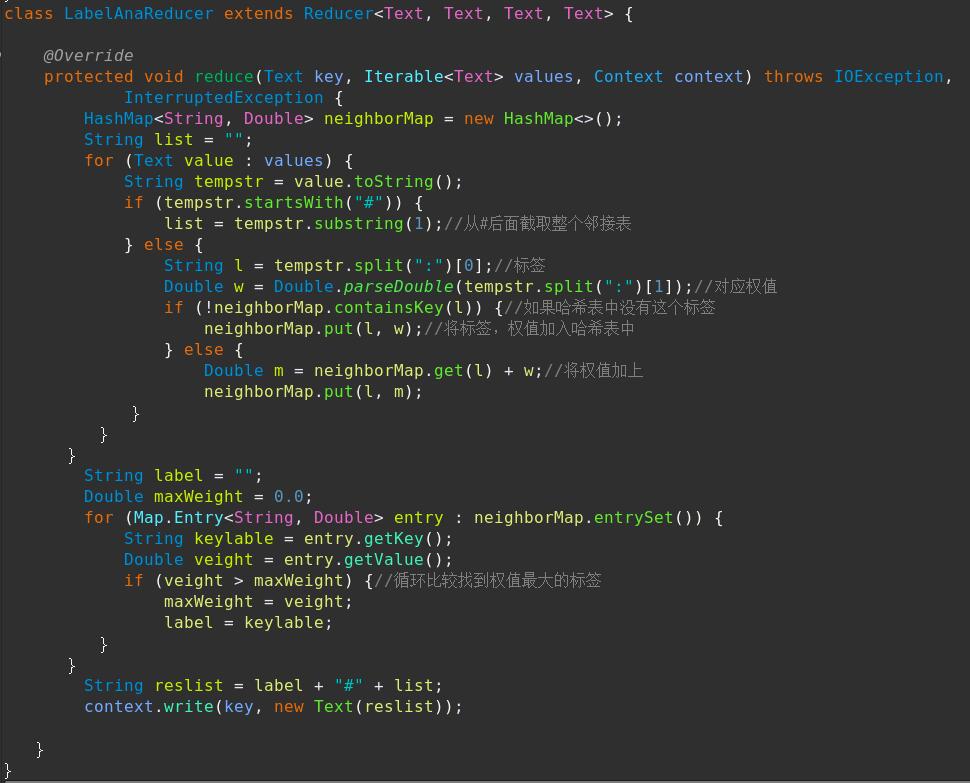 class LabelAnaReducer extends Reducer<Text, Text, Text, Text> {
@Override
protected void reduce(Text key, Iterable<Text> values, Context context) throws IOException,
InterruptedException {
HashMap<String, Double> neighborMap = new HashMap<>();
String list = "";
for (Text value : values) {
String tempstr = value.toString();
if (tempstr.startsWith("#")) {
list = tempstr.substring(1);//从#后面截取整个邻接表
} else {
String l = tempstr.split(":")[0];//标签
Double w = Double.parseDouble(tempstr.split(":")[1]);//对应权值
if (!neighborMap.containsKey(l)) {//如果哈希表中没有这个标签
neighborMap.put(l, w);//将标签，权值加入哈希表中
} else {
Double m = neighborMap.get(l) + w;//将权值加上
neighborMap.put(l, m);
}
}
}
String label = "";
Double maxWeight = 0.0;
for (Map.Entry<String, Double> entry : neighborMap.entrySet()) {
String keylable = entry.getKey();
Double veight = entry.getValue();
if (veight > maxWeight) {//循环比较找到权值最大的标签
maxWeight = veight;
label = keylable;
}
}
String reslist = label + "#" + list;
context.write(key, new Text(reslist));
}
}